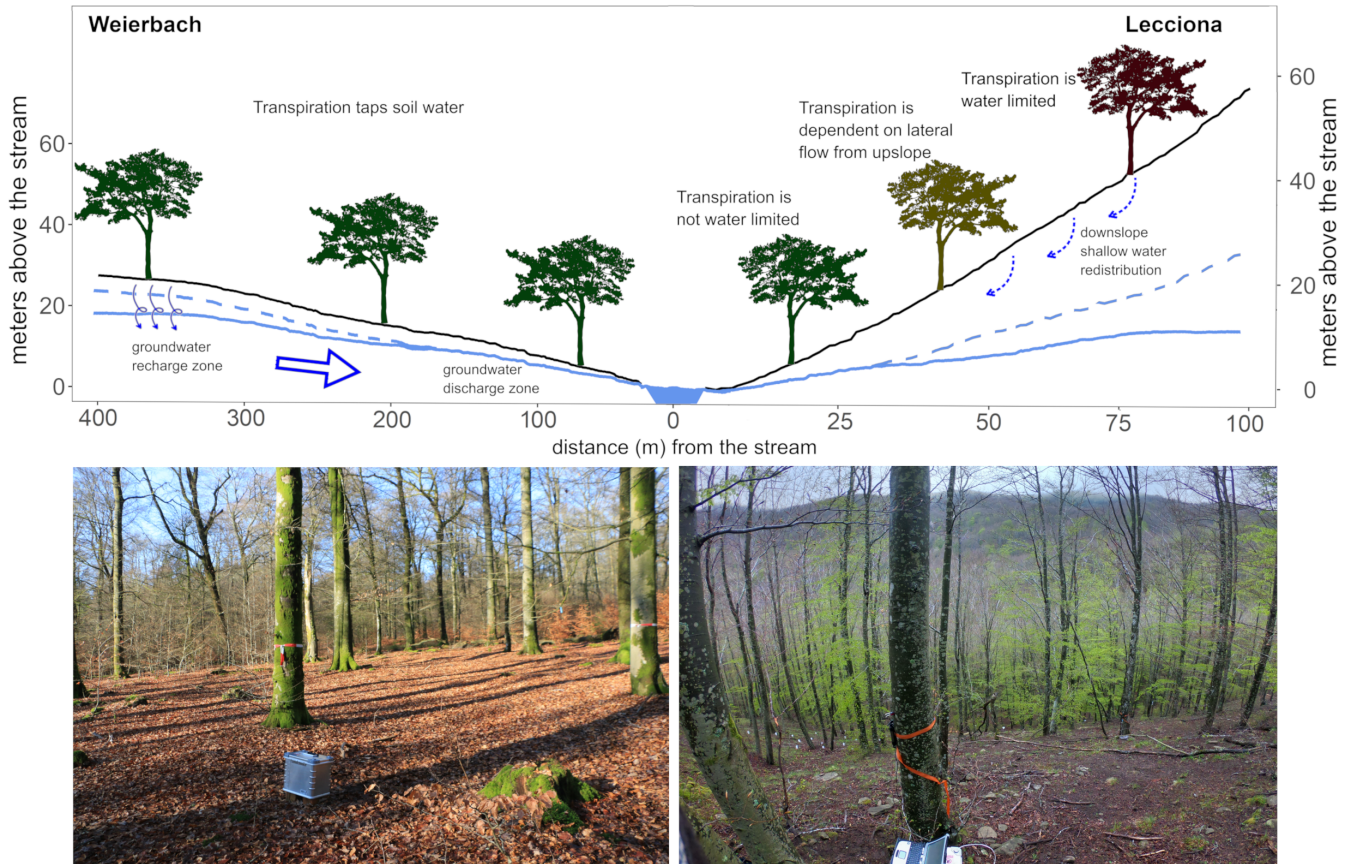 Weierbach
Lecciona
Transpiration taps soil water
Transpiration is
water limited
Transpiration is
dependent on lateral
flow from upslope
Transpiration is
not water limited
downslope
shallow water
redistribution
groundwater
recharge zone
groundwater
discharge zone
meters above the stream
60
40
20
0
meters above the stream
60
40
20
0
400
300
200
100
0
25
50
75
100
distance (m) from the stream